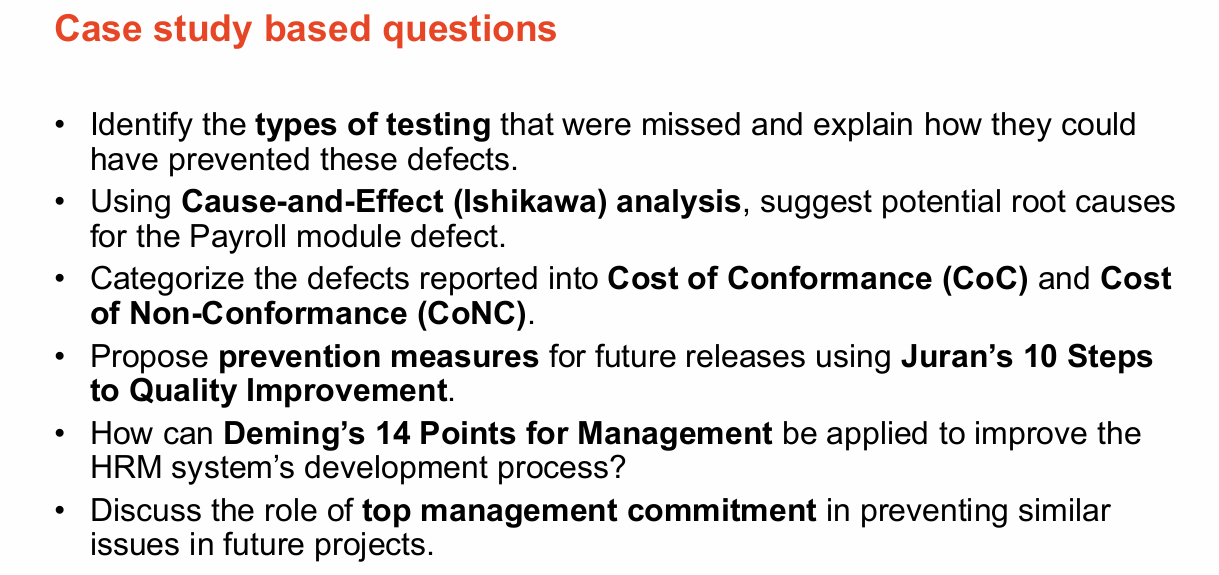 Case study based questions
• Identify the types of testing that were missed and explain how they could
have prevented these defects.
• Using Cause-and-Effect (Ishikawa) analysis, suggest potential root causes
for the Payroll module defect.
• Categorize the defects reported into Cost of Conformance (CoC) and Cost
of Non-Conformance (CoNC).
• Propose prevention measures for future releases using Juran’s 10 Steps
to Quality Improvement.
• How can Deming’s 14 Points for Management be applied to improve the
HRM system’s development process?
• Discuss the role of top management commitment in preventing similar
issues in future projects.